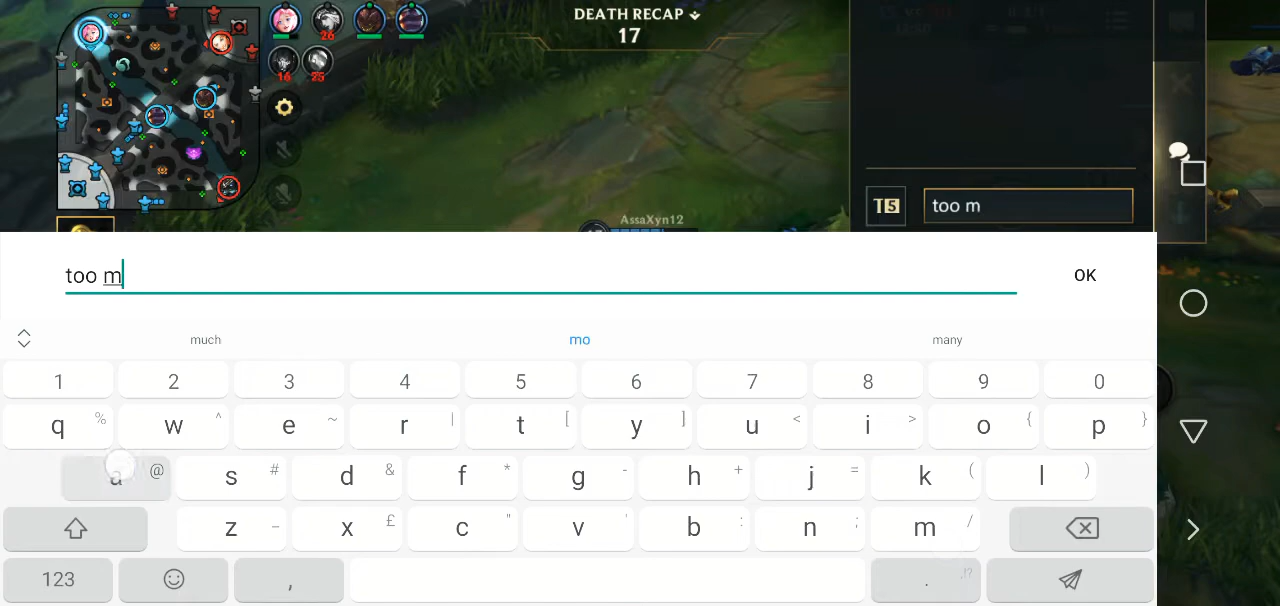 DEATH RECAP
17
26
16
25
AssaXyn12
T5
too m
too m
OK
much
mo
many
1 2 3 4 5 6 7 8 9 0
q % w ^ e ~ r | t [ y ] u < i > o { p }
a @ s # d & f * g - h + j = k ( l )
z _ x £ c " v ' b : n ; m /
123 , . ,!?